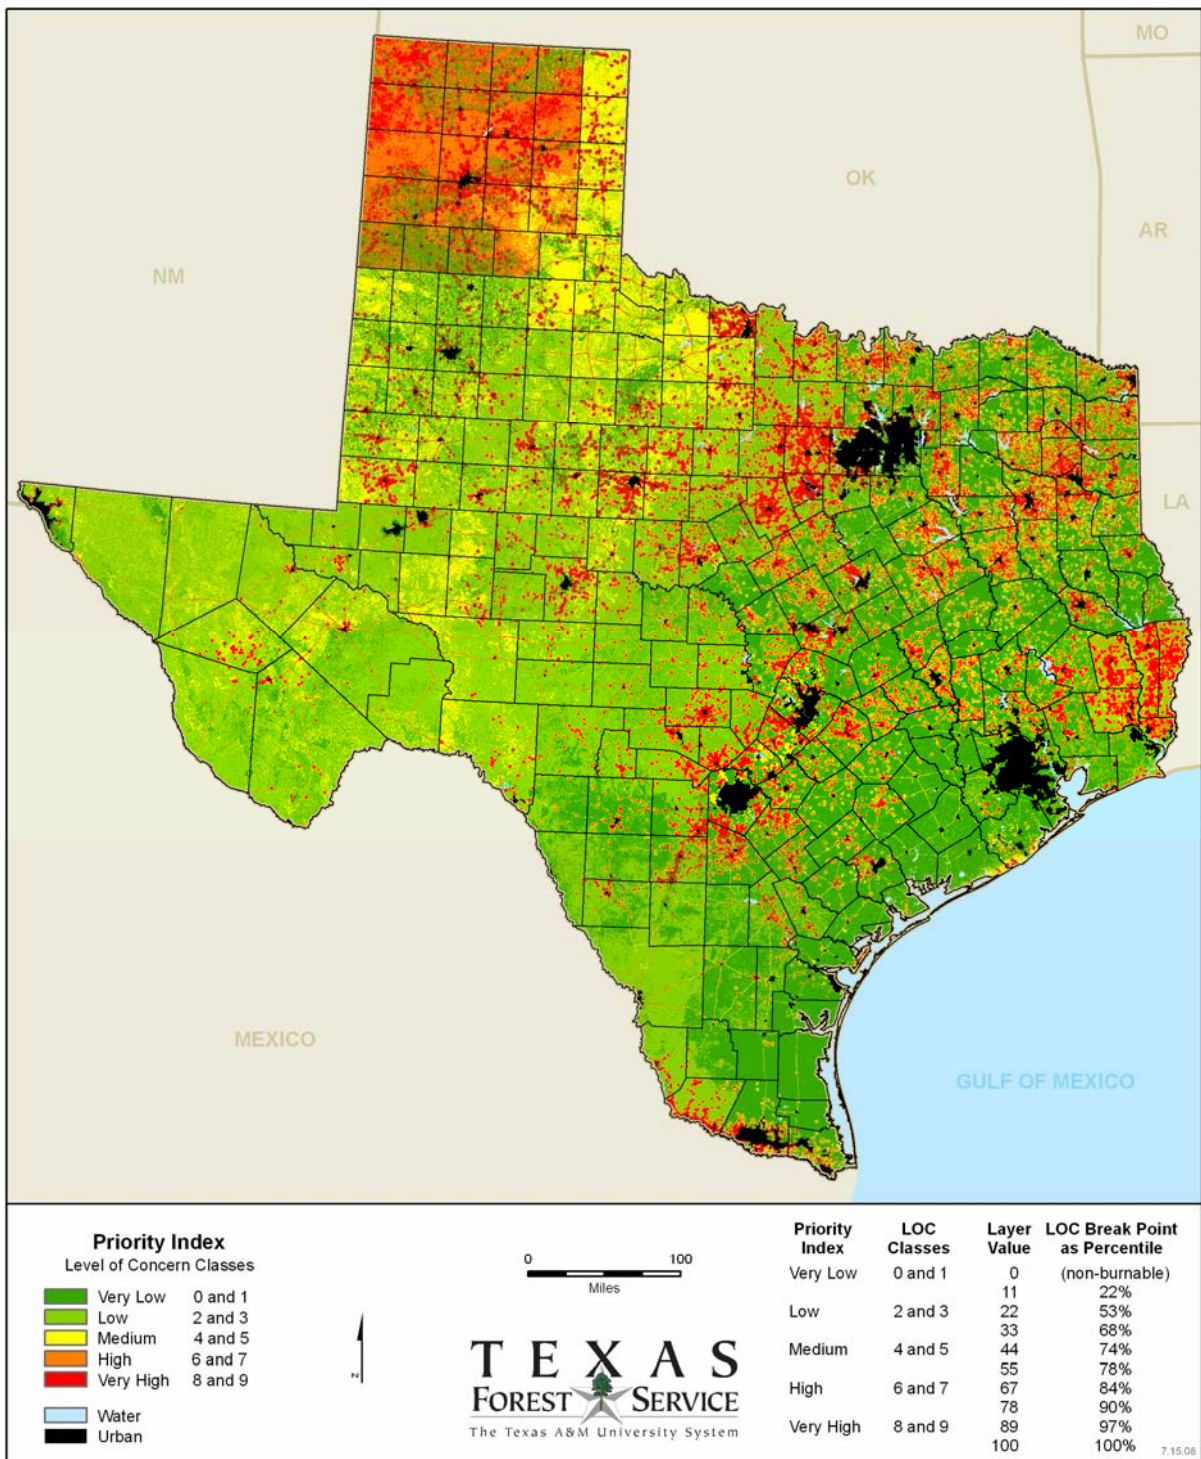 MO
OK
AR
NM
LA
MEXICO
GULF OF MEXICO
Priority Index
Level of Concern Classes
Very Low 0 and 1
Low 2 and 3
Medium 4 and 5
High 6 and 7
Very High 8 and 9
Water
Urban
0 100
Miles
N
TEXAS
FOREST SERVICE
The Texas A&M University System
Priority Index LOC Classes Layer Value LOC Break Point as Percentile
Very Low 0 and 1 0 (non-burnable)
11 22%
Low 2 and 3 22 53%
33 68%
Medium 4 and 5 44 74%
55 78%
High 6 and 7 67 84%
78 90%
Very High 8 and 9 89 97%
100 100%
7.15.08